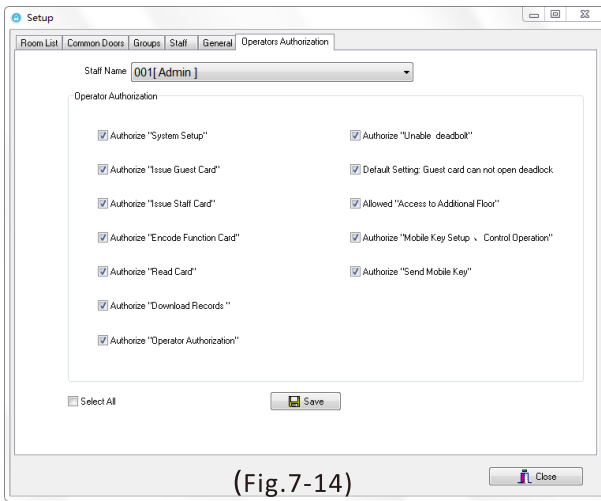 Setup
Room List Common Doors Groups Staff General Operators Authorization
Staff Name 001[ Admin ]
Operator Authorization
Authorize "System Setup" Authorize "Unable deadbolt"
Authorize "Issue Guest Card" Default Setting: Guest card can not open deadlock
Authorize "Issue Staff Card" Allowed "Access to Additional Floor"
Authorize "Encode Function Card" Authorize "Mobile Key Setup 、 Control Operation"
Authorize "Read Card" Authorize "Send Mobile Key"
Authorize "Download Records "
Authorize "Operator Authorization"
Select All Save
(Fig.7-14) Close